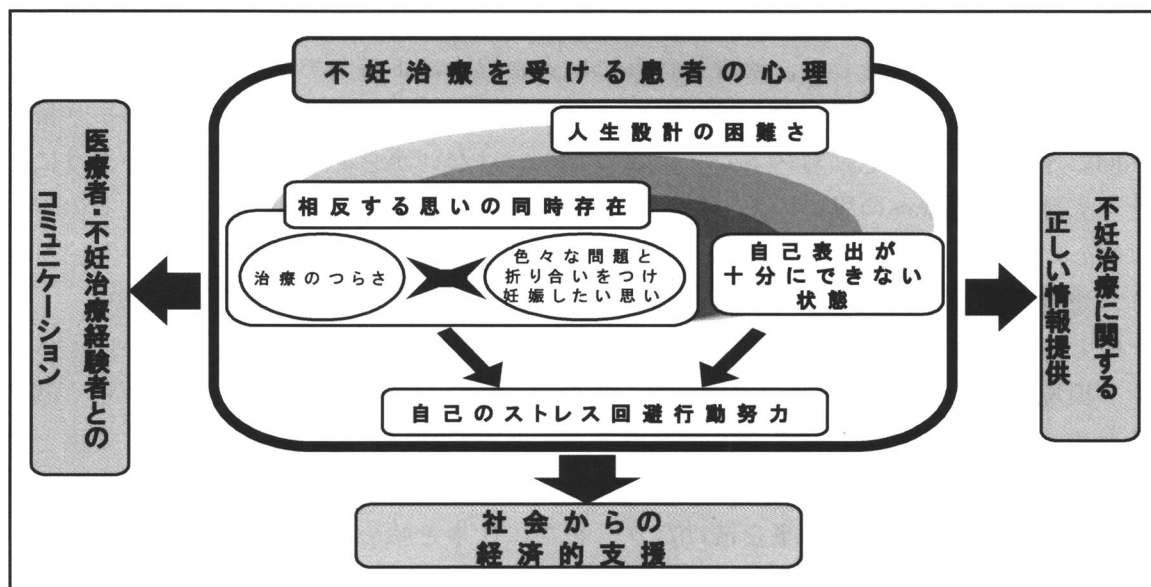 不妊治療を受ける患者の心理
人生設計の困難さ
相反する思いの同時存在
治療のつらさ
色々な問題と
折り合いをつけ
妊娠したい思い
自己表出が
十分にできない
状態
自己のストレス回避行動努力
医療者・不妊治療経験者との
コミュニケーション
不妊治療に関する
正しい情報提供
社会からの
経済的支援